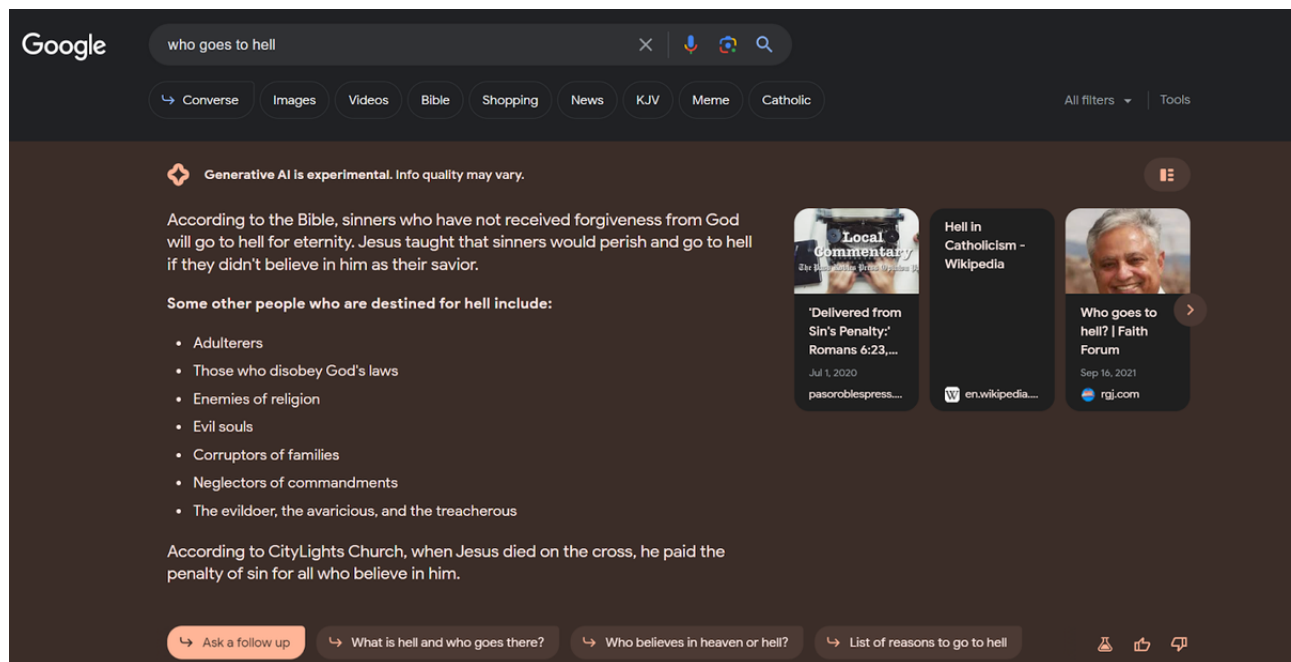 Google
who goes to hell
Converse
Images
Videos
Bible
Shopping
News
KJV
Meme
Catholic
All filters
Tools
Generative AI is experimental. Info quality may vary.
According to the Bible, sinners who have not received forgiveness from God
will go to hell for eternity. Jesus taught that sinners would perish and go to hell
if they didn't believe in him as their savior.
Some other people who are destined for hell include:
• Adulterers
• Those who disobey God's laws
• Enemies of religion
• Evil souls
• Corruptors of families
• Neglectors of commandments
• The evildoer, the avaricious, and the treacherous
According to CityLights Church, when Jesus died on the cross, he paid the
penalty of sin for all who believe in him.
Local
Commentary
'Delivered from
Sin's Penalty:'
Romans 6:23,...
Jul 1, 2020
pasoroblespress....
Hell in
Catholicism -
Wikipedia
W
en.wikipedia....
Who goes to
hell? | Faith
Forum
Sep 16, 2021
rgj.com
Ask a follow up
What is hell and who goes there?
Who believes in heaven or hell?
List of reasons to go to hell